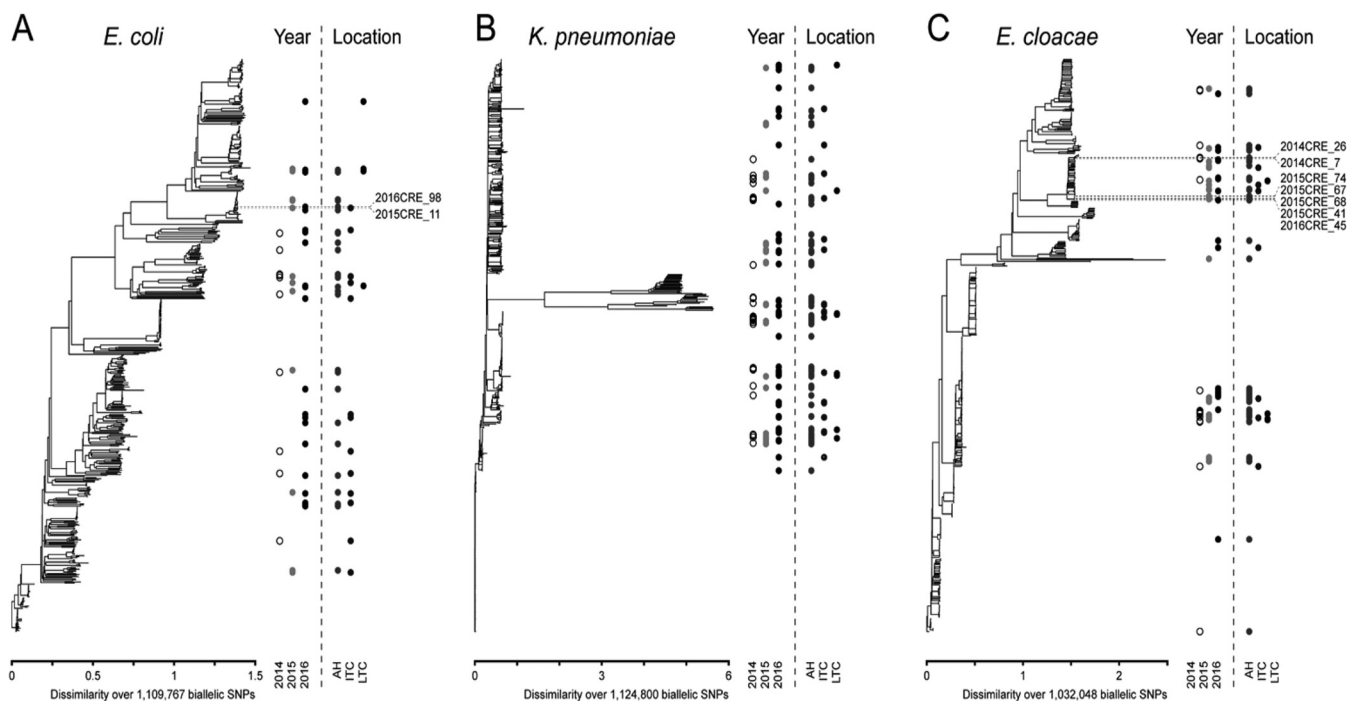 A
E. coli
Year
Location
2016CRE_98
2015CRE_11
0
0.5
1
1.5
Dissimilarity over 1,109,767 biallelic SNPs
2014
2015
2016
AH
ITC
LTC
B
K. pneumoniae
Year
Location
0
3
6
Dissimilarity over 1,124,800 biallelic SNPs
2014
2015
2016
AH
ITC
LTC
C
E. cloacae
Year
Location
2014CRE_26
2014CRE_7
2015CRE_74
2015CRE_67
2015CRE_68
2015CRE_41
2016CRE_45
0
1
2
Dissimilarity over 1,032,048 biallelic SNPs
2014
2015
2016
AH
ITC
LTC